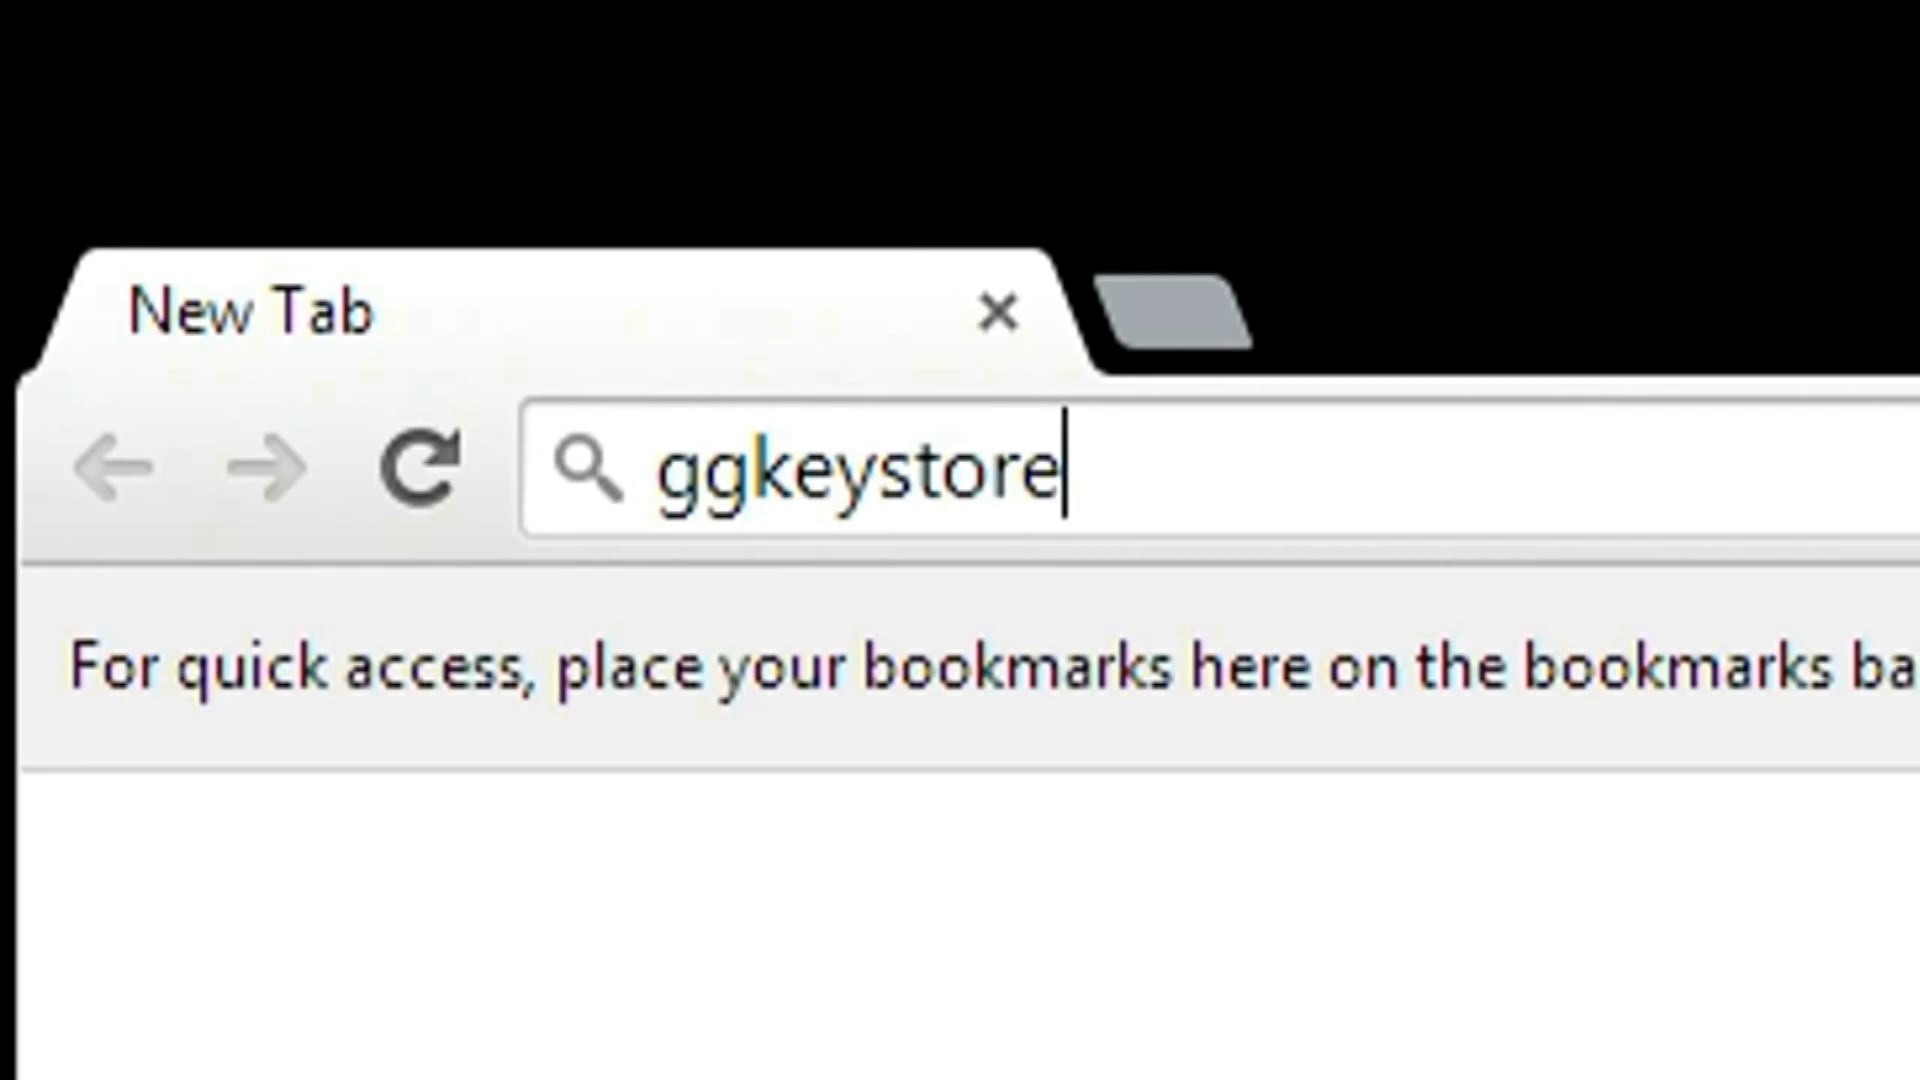 New Tab
ggkeystore
For quick access, place your bookmarks here on the bookmarks ba